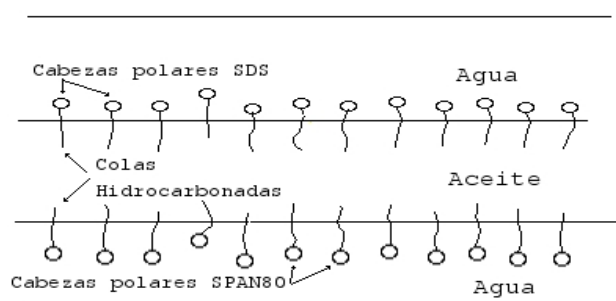 Cabezas polares SDS
Agua
Colas
Hidrocarbonadas
Aceite
Cabezas polares SPAN80
Agua